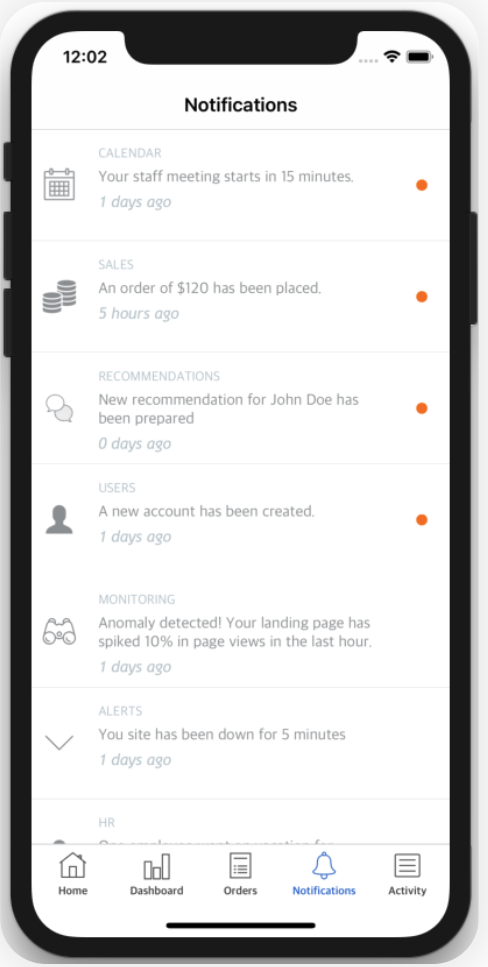 12:02
Notifications
CALENDAR
Your staff meeting starts in 15 minutes.
1 days ago
SALES
An order of $120 has been placed.
5 hours ago
RECOMMENDATIONS
New recommendation for John Doe has
been prepared
0 days ago
USERS
A new account has been created.
1 days ago
MONITORING
Anomaly detected! Your landing page has
spiked 10% in page views in the last hour.
1 days ago
ALERTS
You site has been down for 5 minutes
1 days ago
HR
Home
Dashboard
Orders
Notifications
Activity